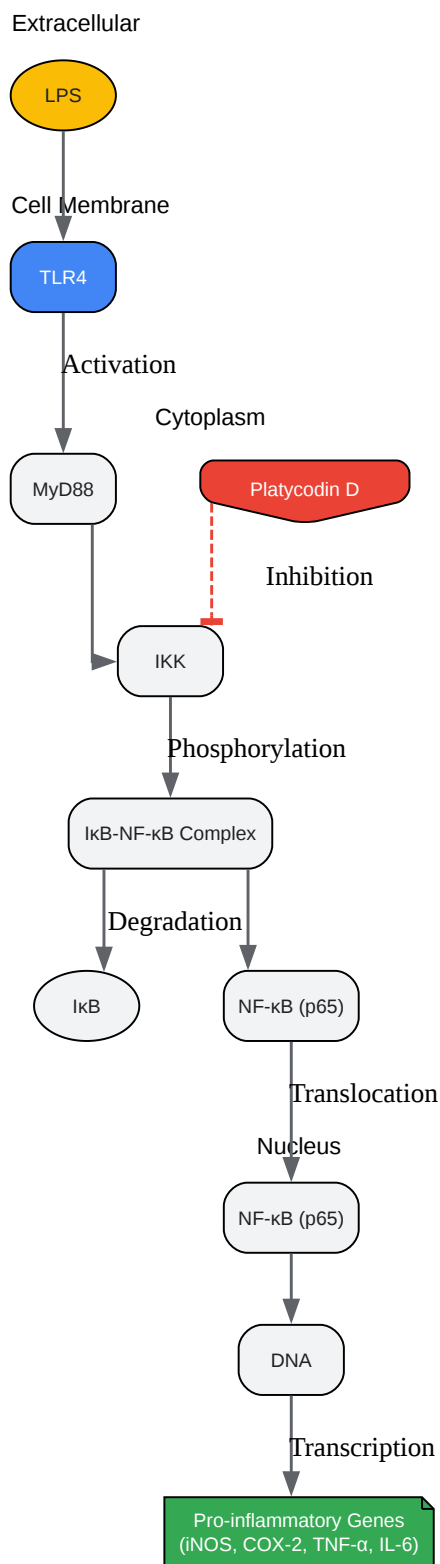 Extracellular
LPS
Cell Membrane
TLR4
Activation
Cytoplasm
MyD88
Platycodin D
Inhibition
IKK
Phosphorylation
IκB-NF-κB Complex
Degradation
IκB
NF-κB (p65)
Translocation
Nucleus
NF-κB (p65)
DNA
Transcription
Pro-inflammatory Genes
(iNOS, COX-2, TNF-α, IL-6)